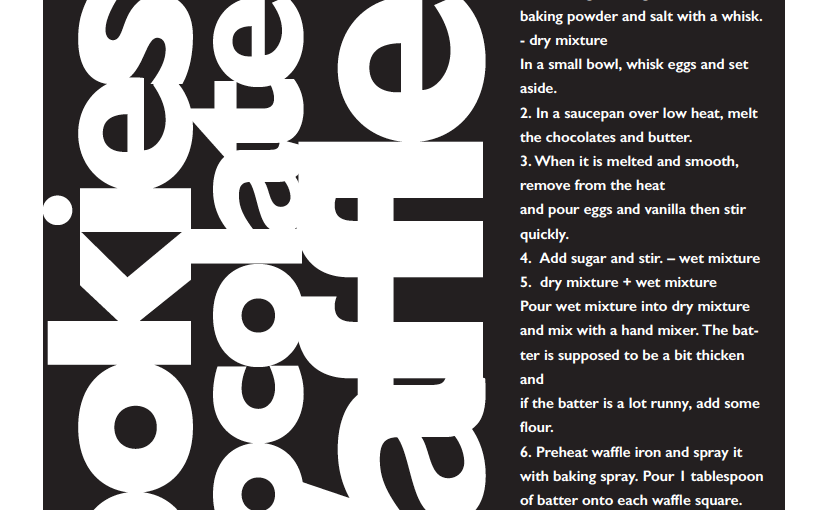 ookies
ocolate
affle
baking powder and salt with a whisk.
- dry mixture
In a small bowl, whisk eggs and set
aside.
2. In a saucepan over low heat, melt
the chocolates and butter.
3. When it is melted and smooth,
remove from the heat
and pour eggs and vanilla then stir
quickly.
4.  Add sugar and stir. – wet mixture
5.  dry mixture + wet mixture
Pour wet mixture into dry mixture
and mix with a hand mixer. The bat-
ter is supposed to be a bit thicken
and
if the batter is a lot runny, add some
flour.
6. Preheat waffle iron and spray it
with baking spray. Pour 1 tablespoon
of batter onto each waffle square.